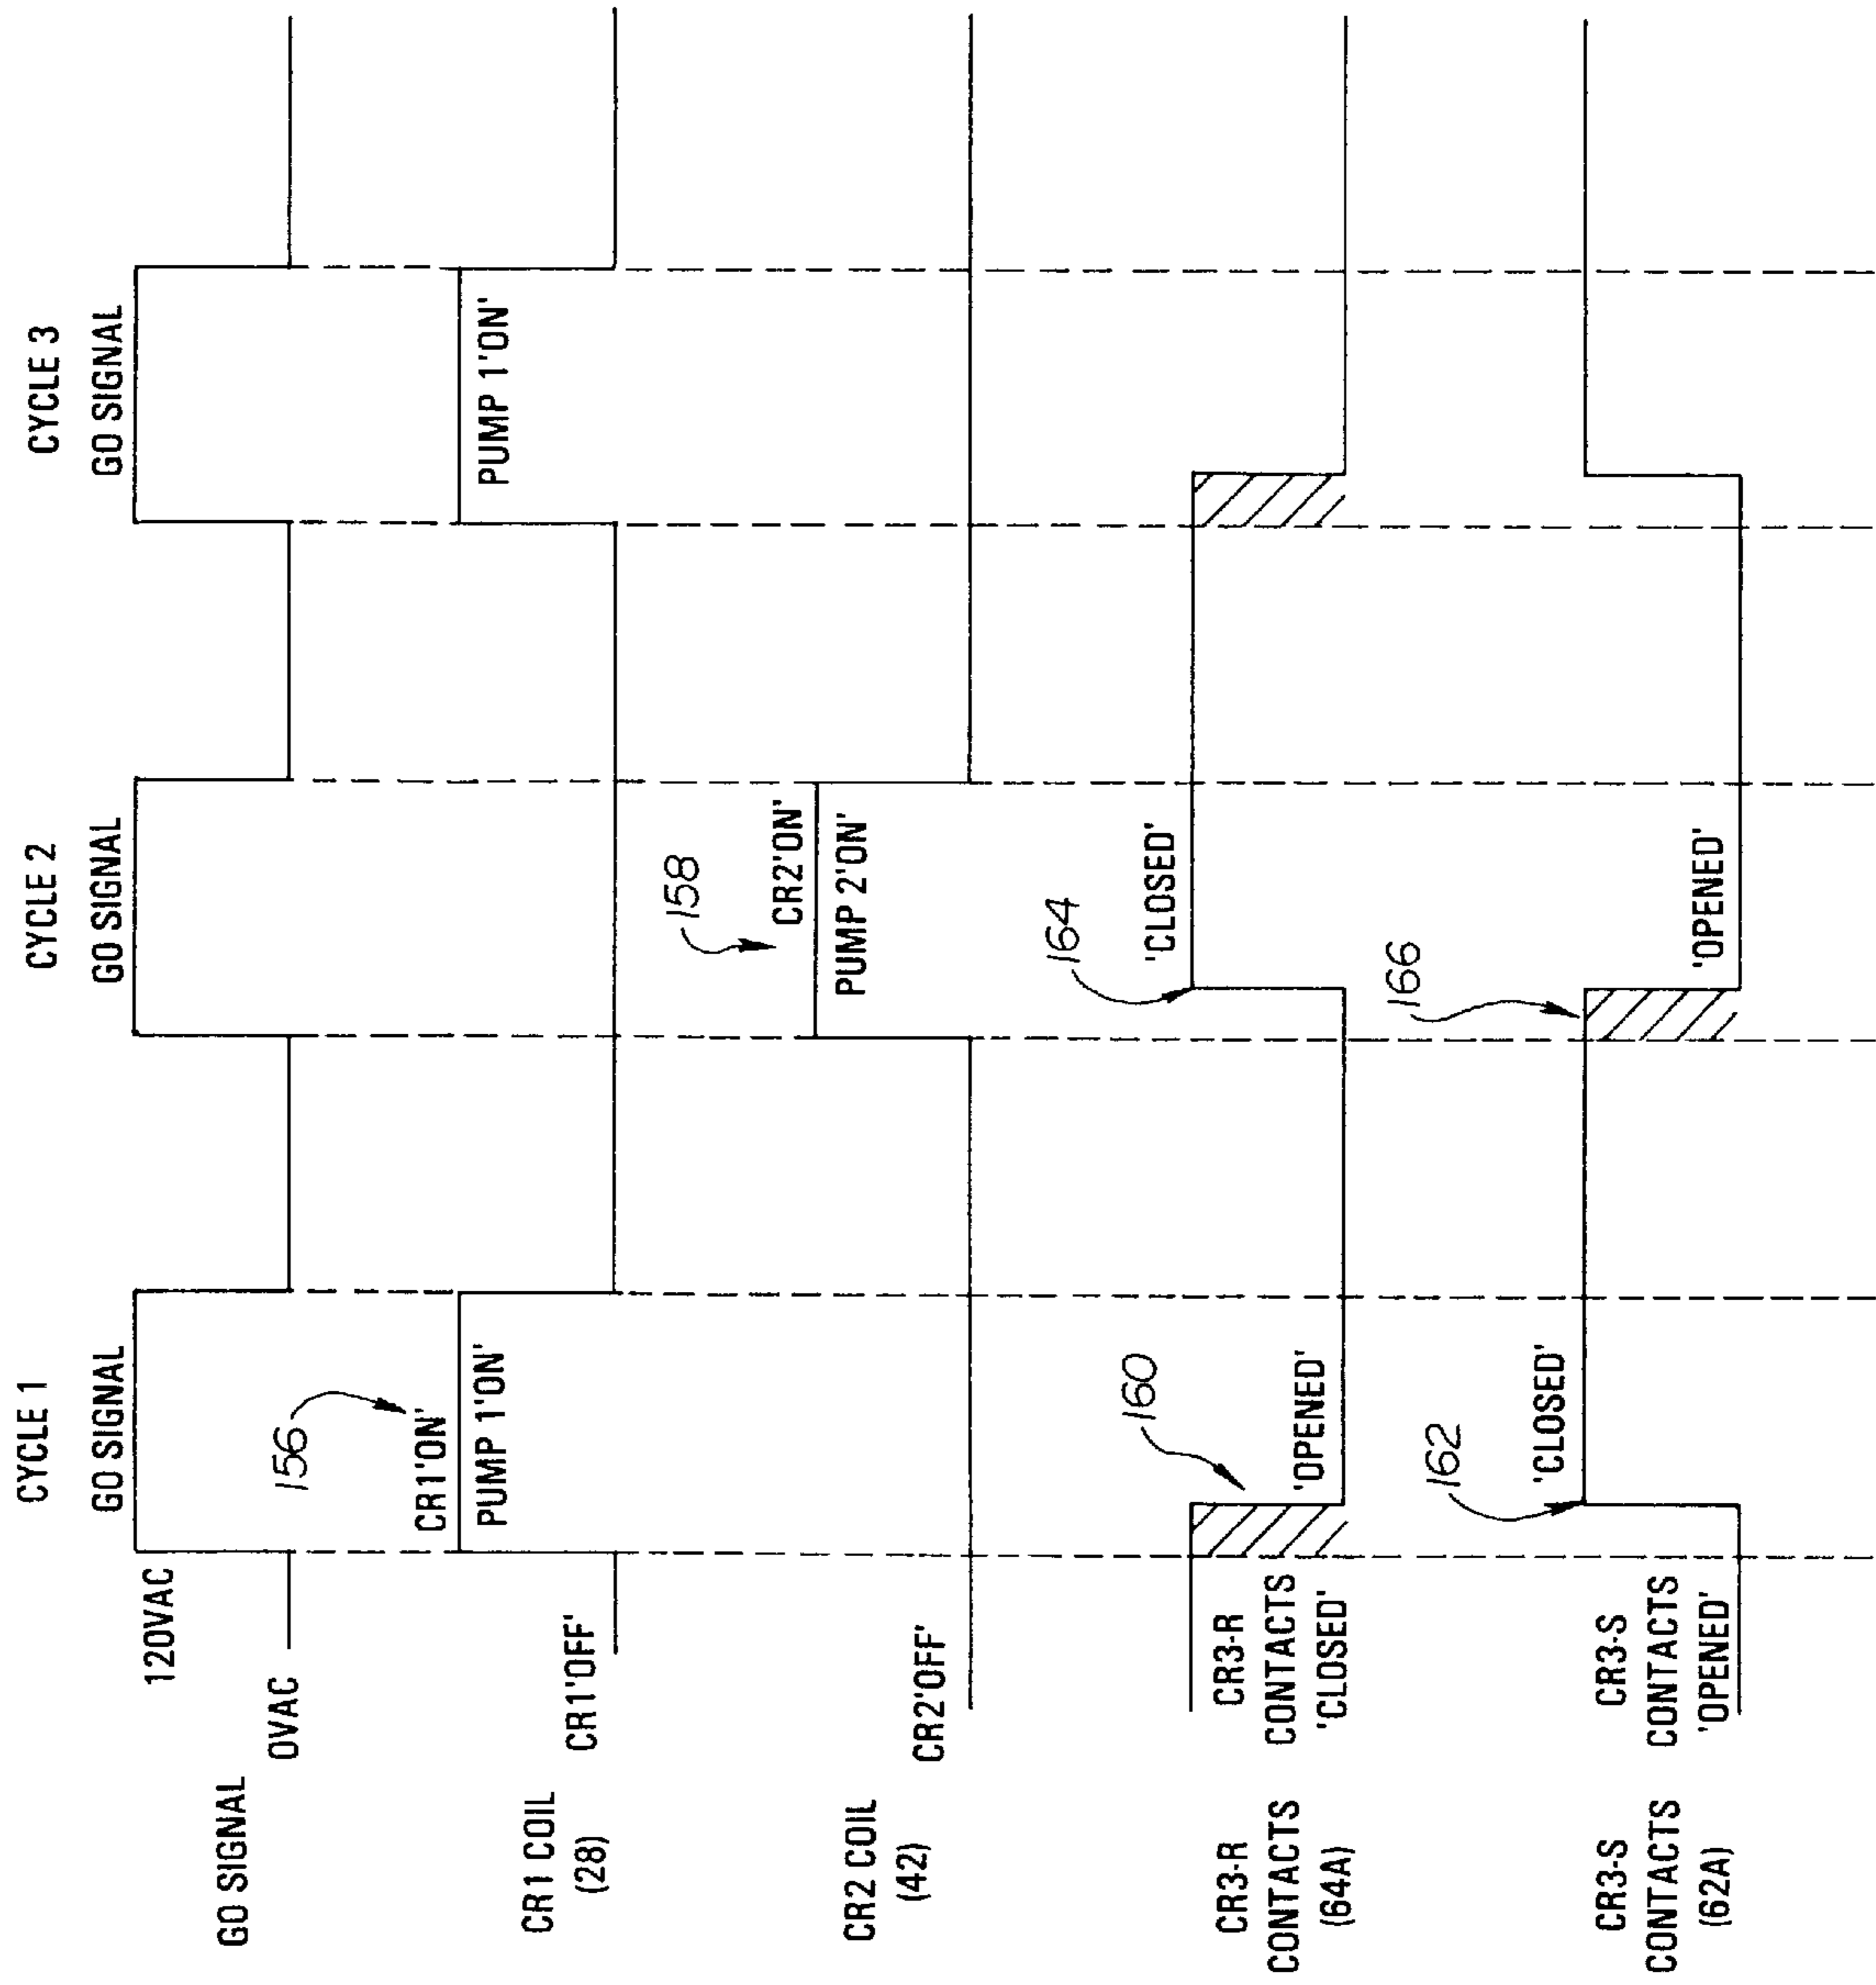 CYCLE 1
CYCLE 2
CYCLE 3
GO SIGNAL
GO SIGNAL
GO SIGNAL
GO SIGNAL
120VAC
0VAC
156
CR1'ON'
PUMP 1'ON'
PUMP 1'ON'
CR1 COIL
(28)
CR1'OFF'
158
CR2'ON'
PUMP 2'ON'
CR2 COIL
(42)
CR2'OFF'
160
164
'CLOSED'
CR3-R
CONTACTS
(64A)
CR3-R
CONTACTS
'CLOSED'
'OPENED'
162
166
'CLOSED'
CR3-S
CONTACTS
(62A)
CR3-S
CONTACTS
'OPENED'
'OPENED'